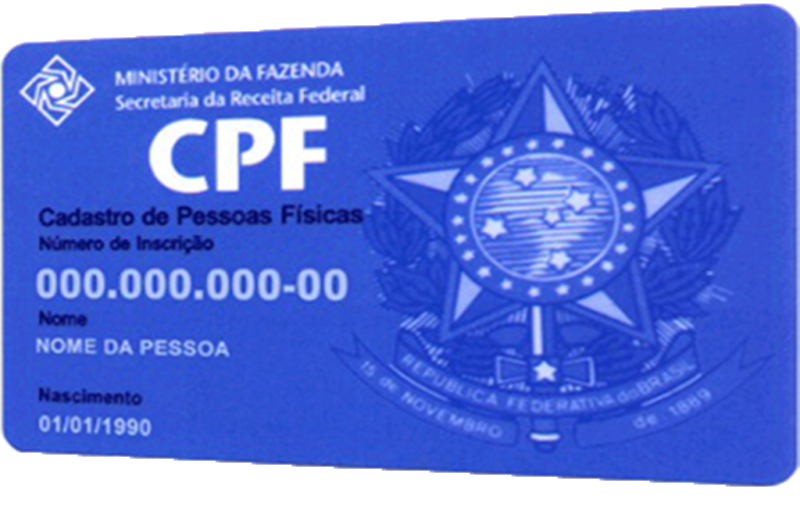 MINISTÉRIO DA FAZENDA
Secretaria da Receita Federal
CPF
Cadastro de Pessoas Físicas
Número de Inscrição
000.000.000-00
Nome
NOME DA PESSOA
Nascimento
01/01/1990
REPÚBLICA FEDERATIVA do BRASIL
15 de NOVEMBRO
de 1889